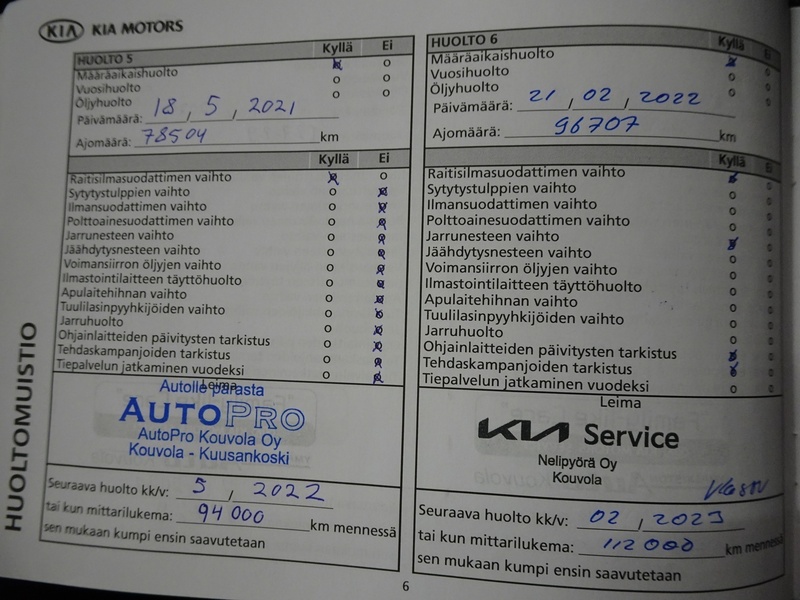 KIA KIA MOTORS
HUOLTO 5 Kyllä Ei
Määräaikaishuolto
Vuosihuolto
Öljyhuolto
Päivämäärä: 18, 5, 2021
Ajomäärä: 78504 km
Kyllä Ei
Raitisilmasuodattimen vaihto
Sytytystulppien vaihto
Ilmansuodattimen vaihto
Polttoainesuodattimen vaihto
Jarrunesteen vaihto
Jäähdytysnesteen vaihto
Voimansiirron öljyjen vaihto
Ilmastointilaitteen täyttöhuolto
Apulaitehihnan vaihto
Tuulilasinpyyhkijöiden vaihto
Jarruhuolto
Ohjainlaitteiden päivitysten tarkistus
Tehdaskampanjoiden tarkistus
Tiepalvelun jatkaminen vuodeksi
Leima
Autolle parasta
AUTOPRO
AutoPro Kouvola Oy
Kouvola - Kuusankoski
Seuraava huolto kk/v: 5, 2022
tai kun mittarilukema: 94 000 km mennessä
sen mukaan kumpi ensin saavutetaan
HUOLTO 6 Kyllä Ei
Määräaikaishuolto
Vuosihuolto
Öljyhuolto
Päivämäärä: 21, 02, 2022
Ajomäärä: 96707 km
Kyllä Ei
Raitisilmasuodattimen vaihto
Sytytystulppien vaihto
Ilmansuodattimen vaihto
Polttoainesuodattimen vaihto
Jarrunesteen vaihto
Jäähdytysnesteen vaihto
Voimansiirron öljyjen vaihto
Ilmastointilaitteen täyttöhuolto
Apulaitehihnan vaihto
Tuulilasinpyyhkijöiden vaihto
Jarruhuolto
Ohjainlaitteiden päivitysten tarkistus
Tehdaskampanjoiden tarkistus
Tiepalvelun jatkaminen vuodeksi
Leima
KIA Service
Nelipyörä Oy
Kouvola
Seuraava huolto kk/v: 02, 2023
tai kun mittarilukema: 112 000 km mennessä
sen mukaan kumpi ensin saavutetaan
HUOLTOMUISTIO
6